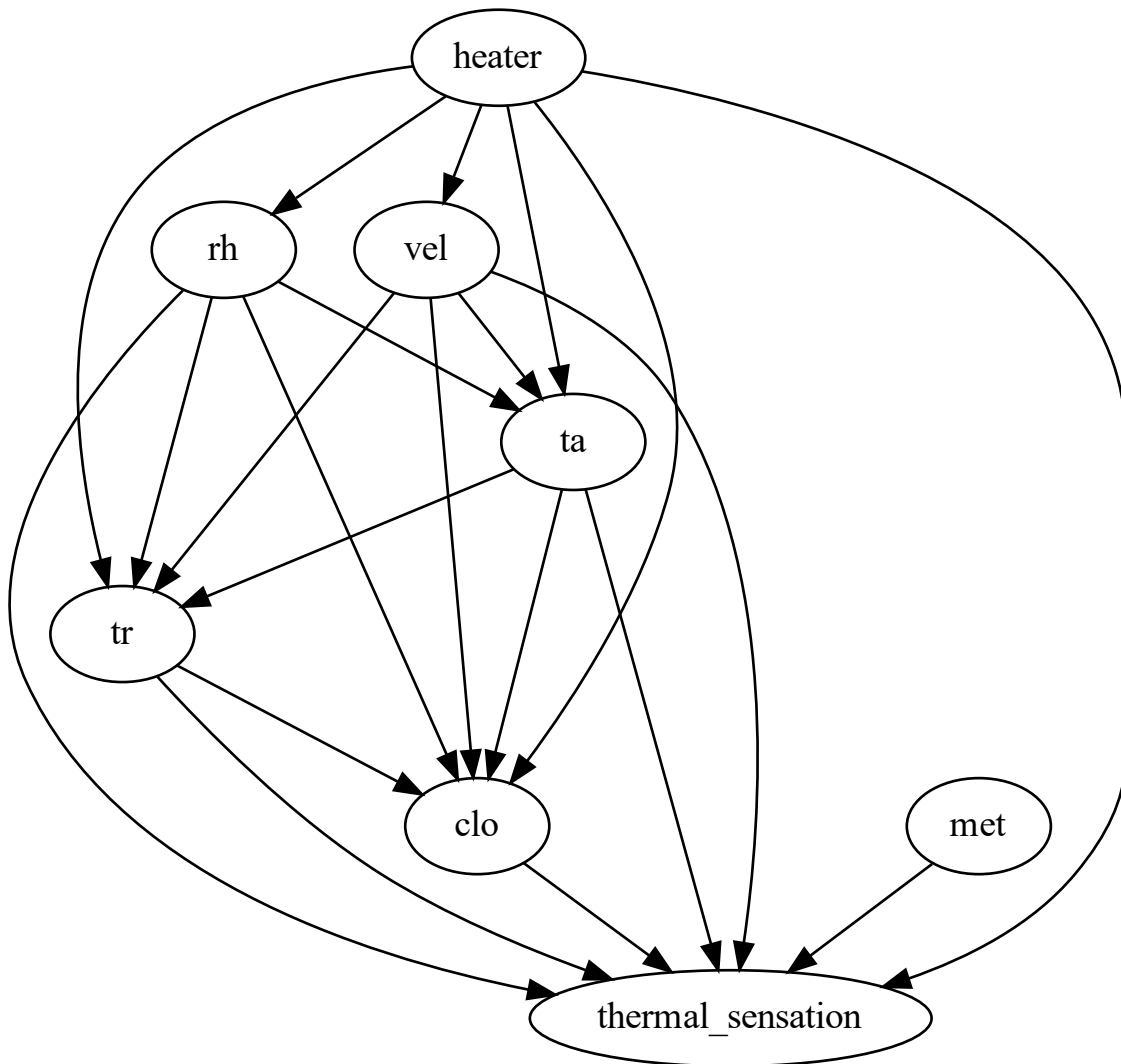 heater
rh
vel
ta
tr
clo
met
thermal_sensation